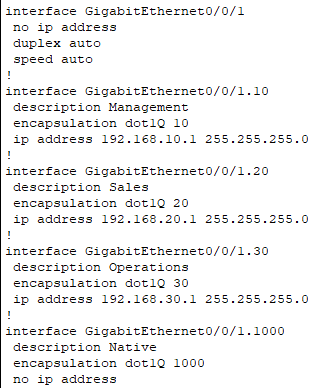 interface GigabitEthernet0/0/1
no ip address
duplex auto
speed auto
!
interface GigabitEthernet0/0/1.10
description Management
encapsulation dot1Q 10
ip address 192.168.10.1 255.255.255.0
!
interface GigabitEthernet0/0/1.20
description Sales
encapsulation dot1Q 20
ip address 192.168.20.1 255.255.255.0
!
interface GigabitEthernet0/0/1.30
description Operations
encapsulation dot1Q 30
ip address 192.168.30.1 255.255.255.0
!
interface GigabitEthernet0/0/1.1000
description Native
encapsulation dot1Q 1000
no ip address